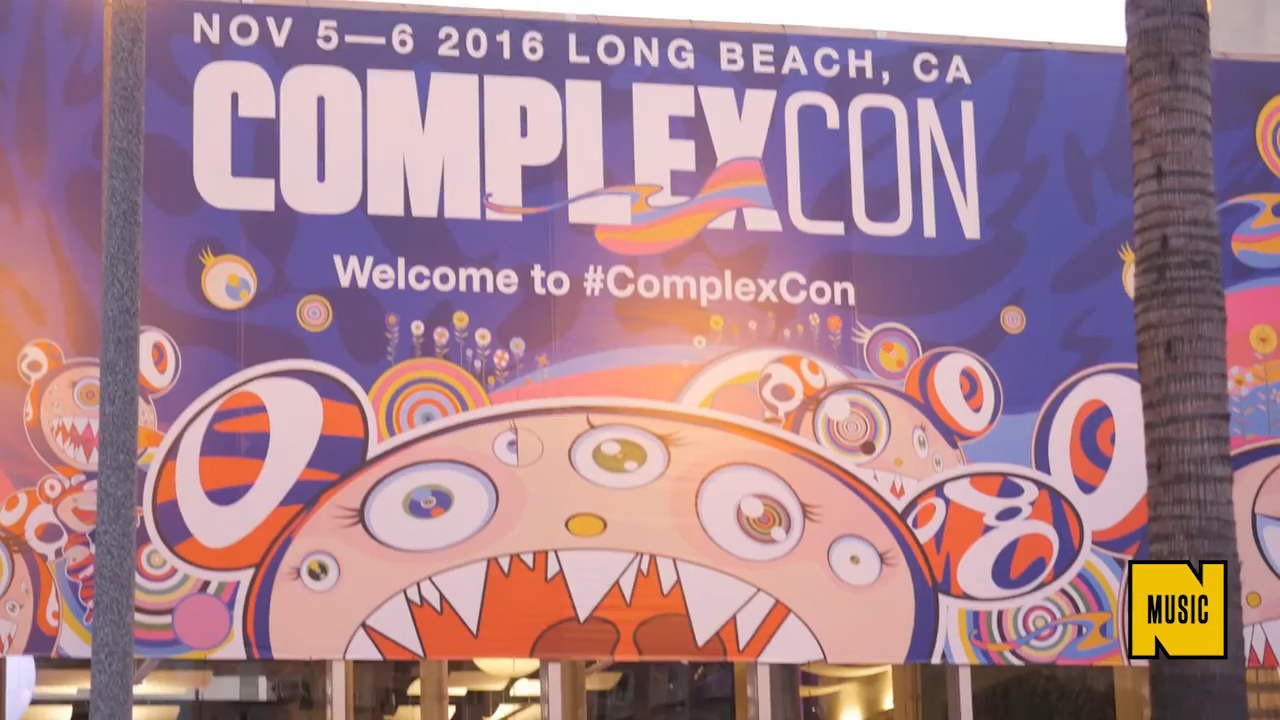 NOV 5—6 2016 LONG BEACH, CA
COMPLEXCON
Welcome to #ComplexCon
N
MUSIC